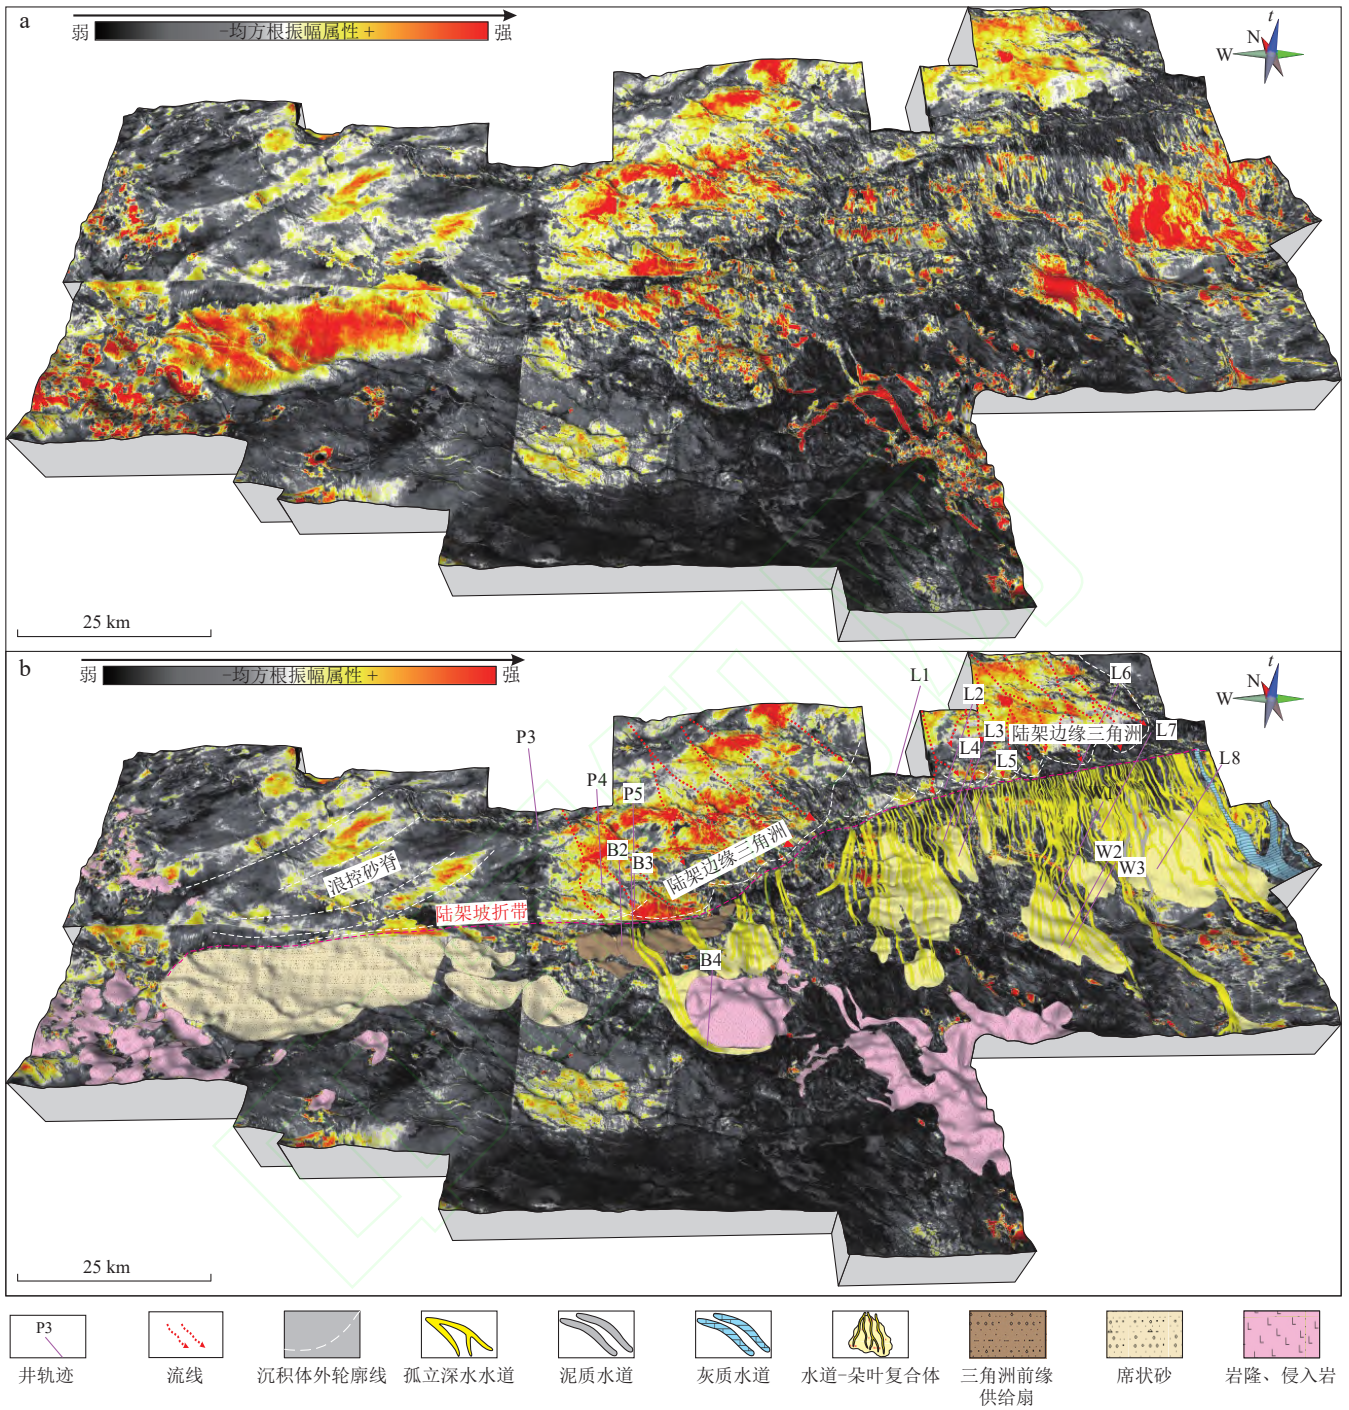 a
弱 -均方根振幅属性+ 强
t
N
W
25 km
b
弱 -均方根振幅属性+ 强
t
N
W
L1
L2
L6
L3
陆架边缘三角洲
L7
L4
L5
L8
P3
P4
P5
B2
B3
陆架边缘三角洲
W2
W3
浪控砂脊
陆架坡折带
B4
25 km
P3
井轨迹
流线
沉积体外轮廓线
孤立深水水道
泥质水道
灰质水道
水道-朵叶复合体
三角洲前缘
供给扇
席状砂
岩隆、侵入岩